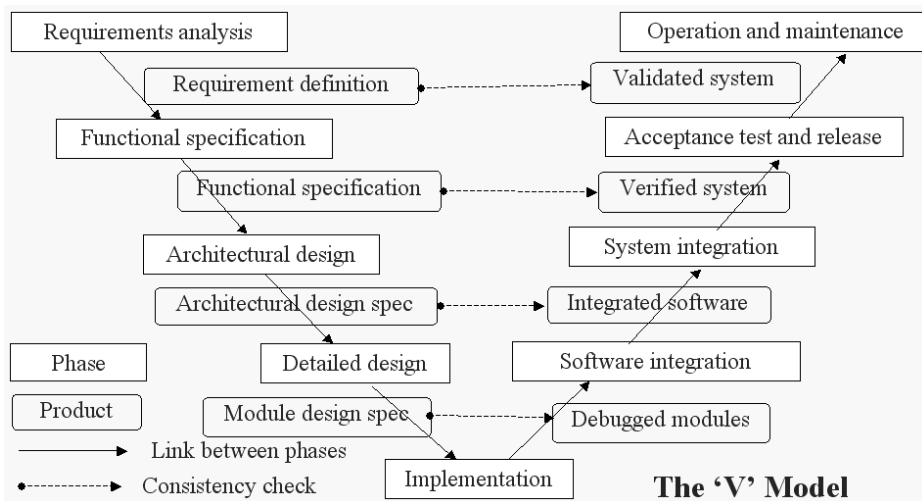 Requirements analysis
Operation and maintenance
Requirement definition
Validated system
Functional specification
Acceptance test and release
Functional specification
Verified system
Architectural design
System integration
Architectural design spec
Integrated software
Phase
Detailed design
Software integration
Product
Module design spec
Debugged modules
Link between phases
Implementation
Consistency check
The ‘V’ Model